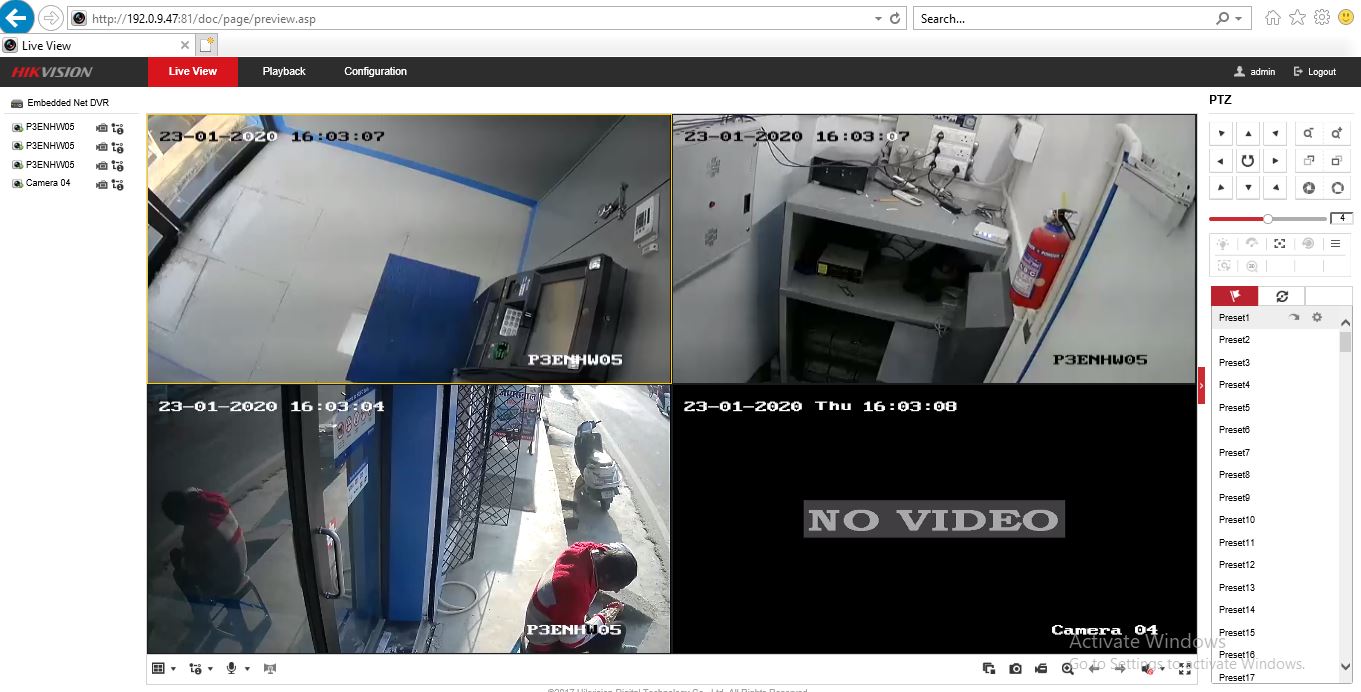 http://192.0.9.47:81/doc/page/preview.asp
Search...
Live View
HIKVISION
Live View
Playback
Configuration
admin
Logout
Embedded Net DVR
P3ENHW05
P3ENHW05
P3ENHW05
Camera 04
23-01-2020 16:03:07
P3ENHW05
23-01-2020 16:03:07
P3ENHW05
23-01-2020 16:03:04
P3ENHW05
23-01-2020 Thu 16:03:08
NO VIDEO
Camera 04
PTZ
4
3D
Preset1
Preset2
Preset3
Preset4
Preset5
Preset6
Preset7
Preset8
Preset9
Preset10
Preset11
Preset12
Preset13
Preset14
Preset15
Preset16
Preset17
Activate Windows
Go to Settings to activate Windows.
©2017 Hikvision Digital Technology Co., Ltd. All Rights Reserved.